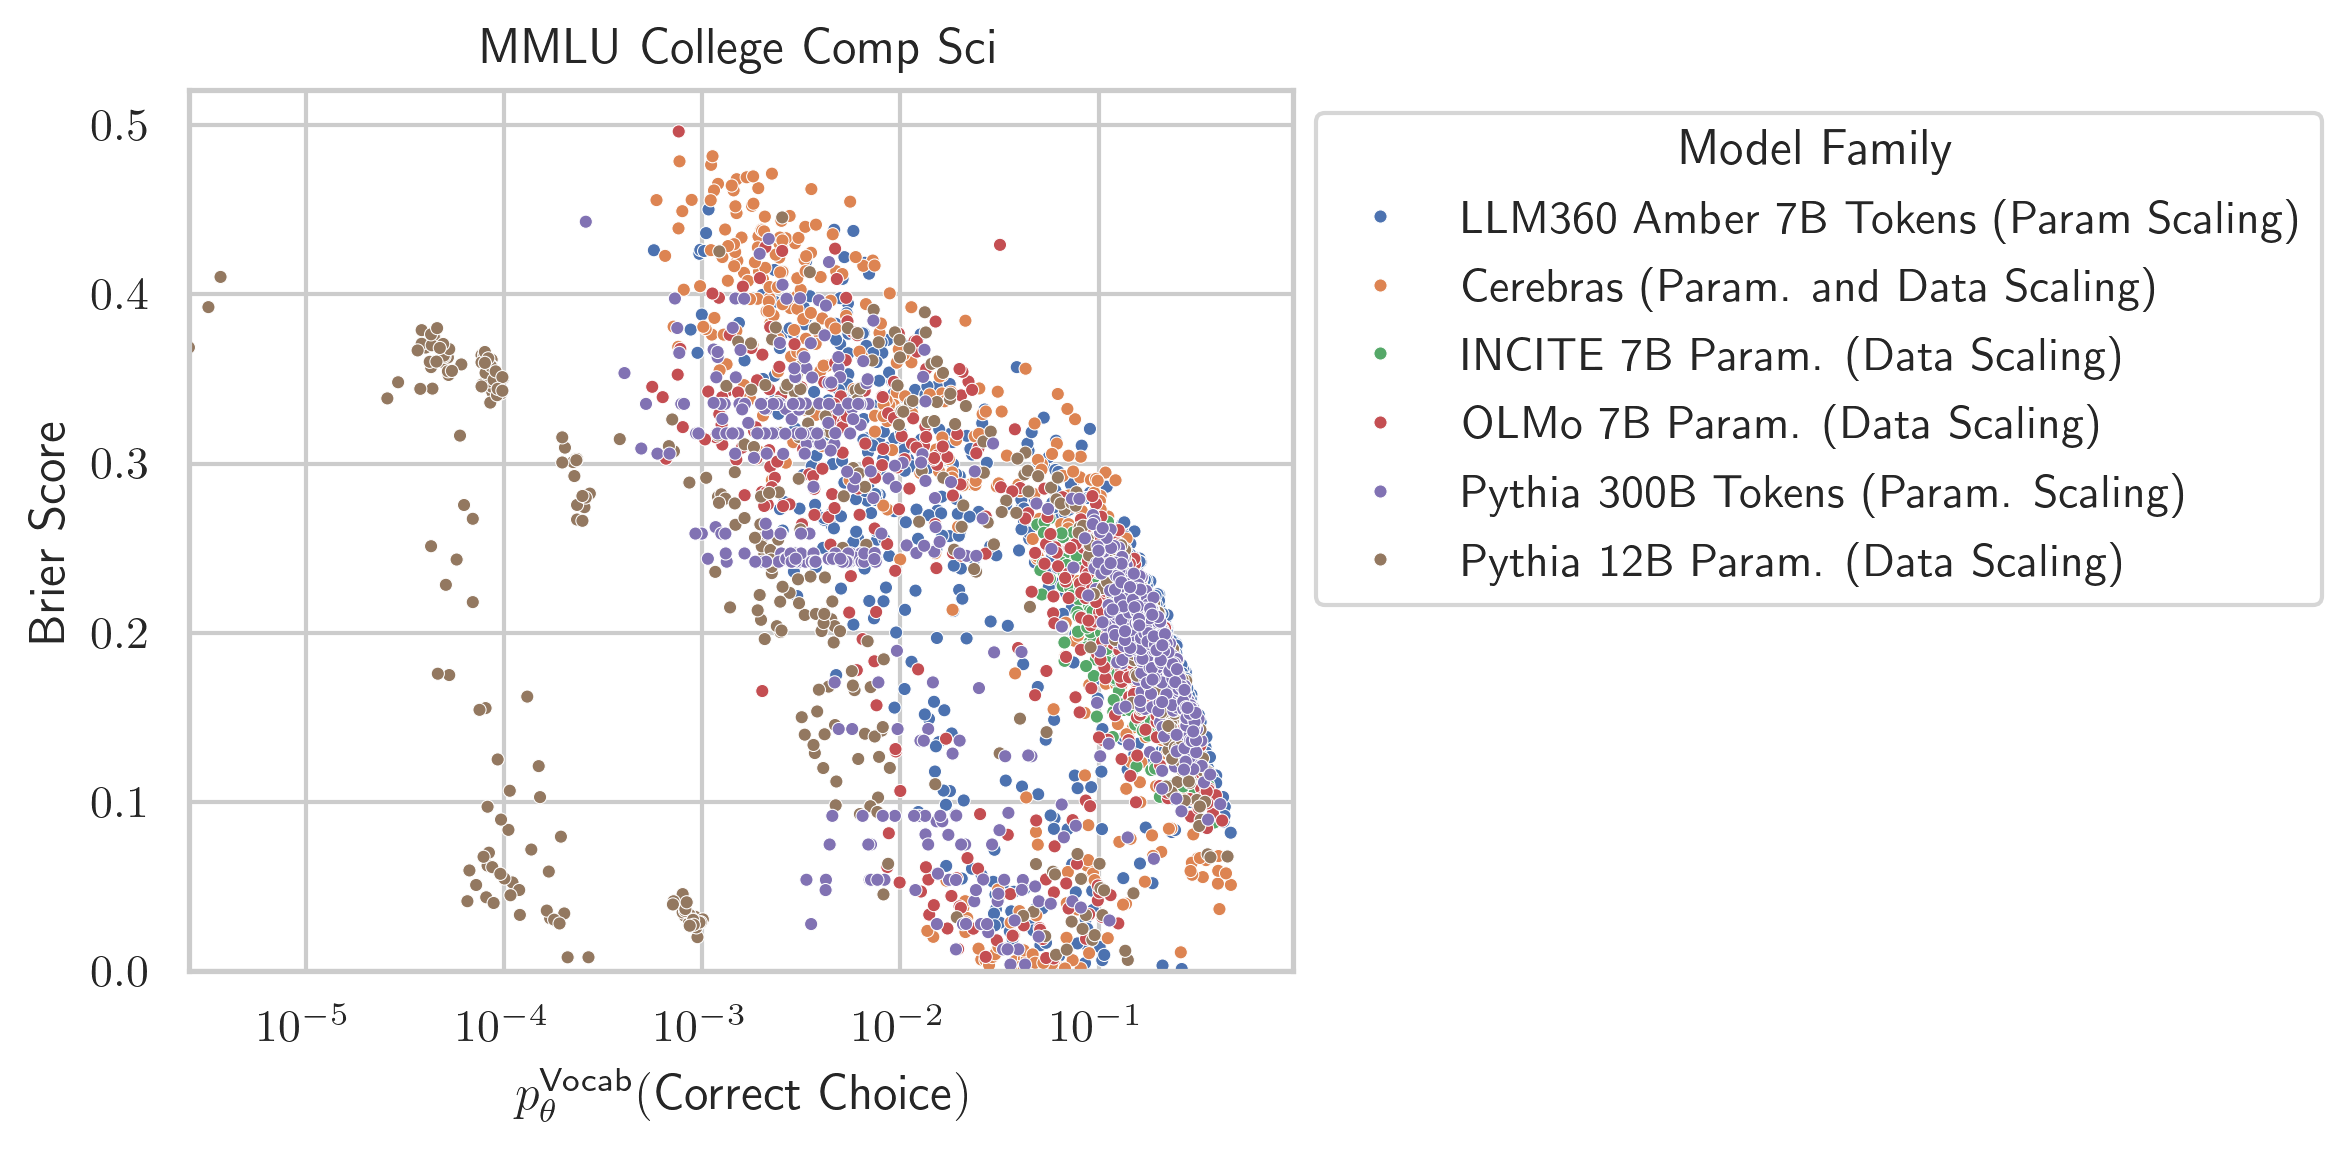 MMLU College Comp Sci
0.5
0.4
0.3
0.2
0.1
0.0
Brier Score
10⁻⁵ 10⁻⁴ 10⁻³ 10⁻² 10⁻¹
p_θ^Vocab(Correct Choice)
Model Family
LLM360 Amber 7B Tokens (Param Scaling)
Cerebras (Param. and Data Scaling)
INCITE 7B Param. (Data Scaling)
OLMo 7B Param. (Data Scaling)
Pythia 300B Tokens (Param. Scaling)
Pythia 12B Param. (Data Scaling)